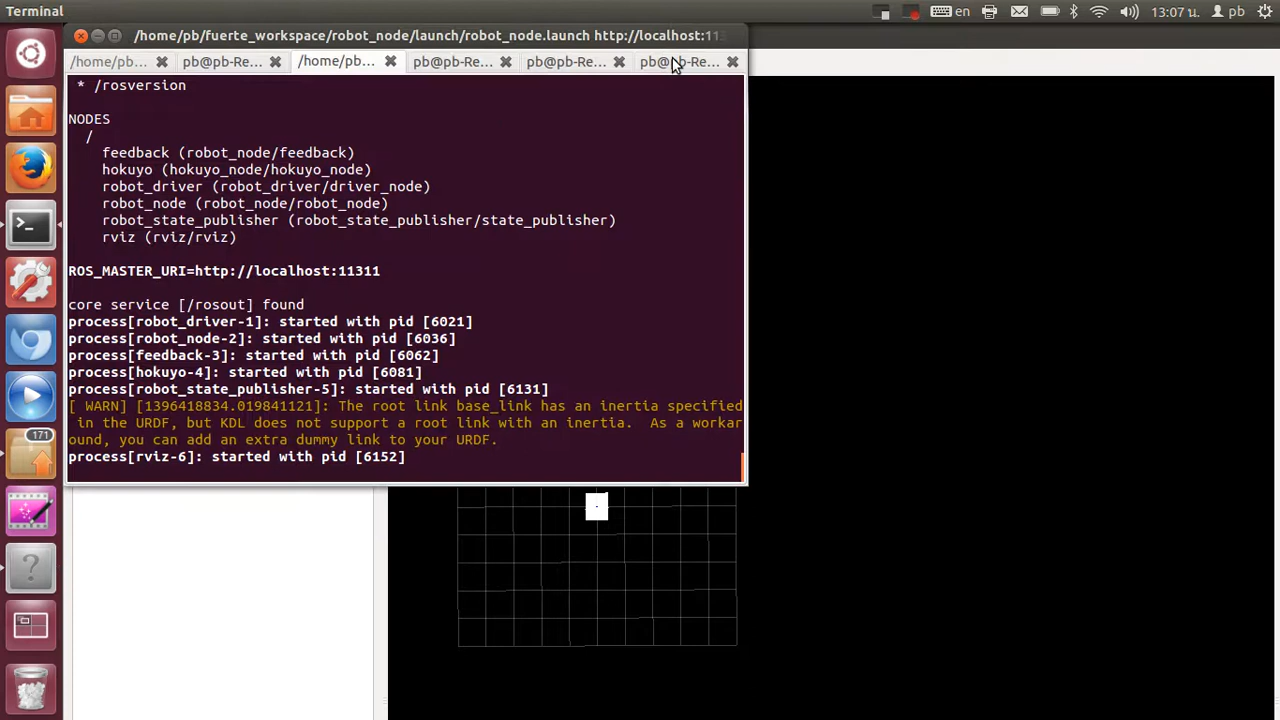 Terminal
en
13:07 น.
pb
/home/pb/fuerte_workspace/robot_node/launch/robot_node.launch http://localhost:11
/home/pb...
pb@pb-Re...
/home/pb...
pb@pb-Re...
pb@pb-Re...
pb@pb-Re...
* /rosversion
NODES
/
feedback (robot_node/feedback)
hokuyo (hokuyo_node/hokuyo_node)
robot_driver (robot_driver/driver_node)
robot_node (robot_node/robot_node)
robot_state_publisher (robot_state_publisher/state_publisher)
rviz (rviz/rviz)
ROS_MASTER_URI=http://localhost:11311
core service [/rosout] found
process[robot_driver-1]: started with pid [6021]
process[robot_node-2]: started with pid [6036]
process[feedback-3]: started with pid [6062]
process[hokuyo-4]: started with pid [6081]
process[robot_state_publisher-5]: started with pid [6131]
[ WARN] [1396418834.019841121]: The root link base_link has an inertia specified
in the URDF, but KDL does not support a root link with an inertia.  As a workar
ound, you can add an extra dummy link to your URDF.
process[rviz-6]: started with pid [6152]
171